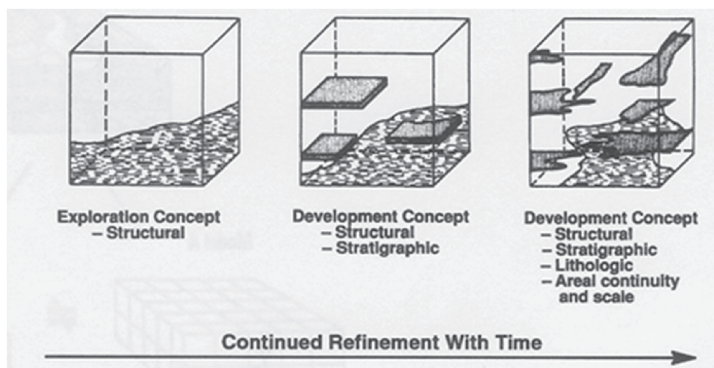 Exploration Concept
– Structural
Development Concept
– Structural
– Stratigraphic
Development Concept
– Structural
– Stratigraphic
– Lithologic
– Areal continuity
and scale
Continued Refinement With Time